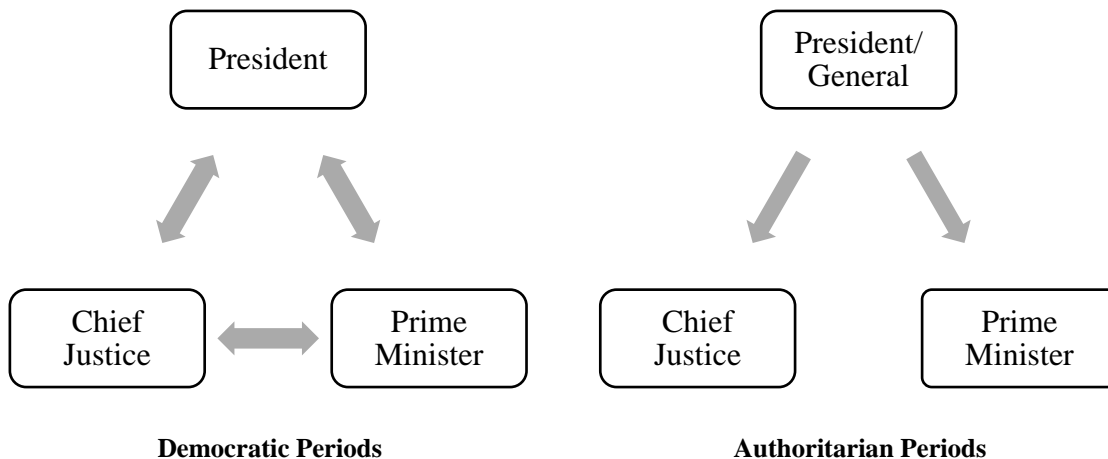 President
Chief
Justice
Prime
Minister
Democratic Periods
President/
General
Chief
Justice
Prime
Minister
Authoritarian Periods